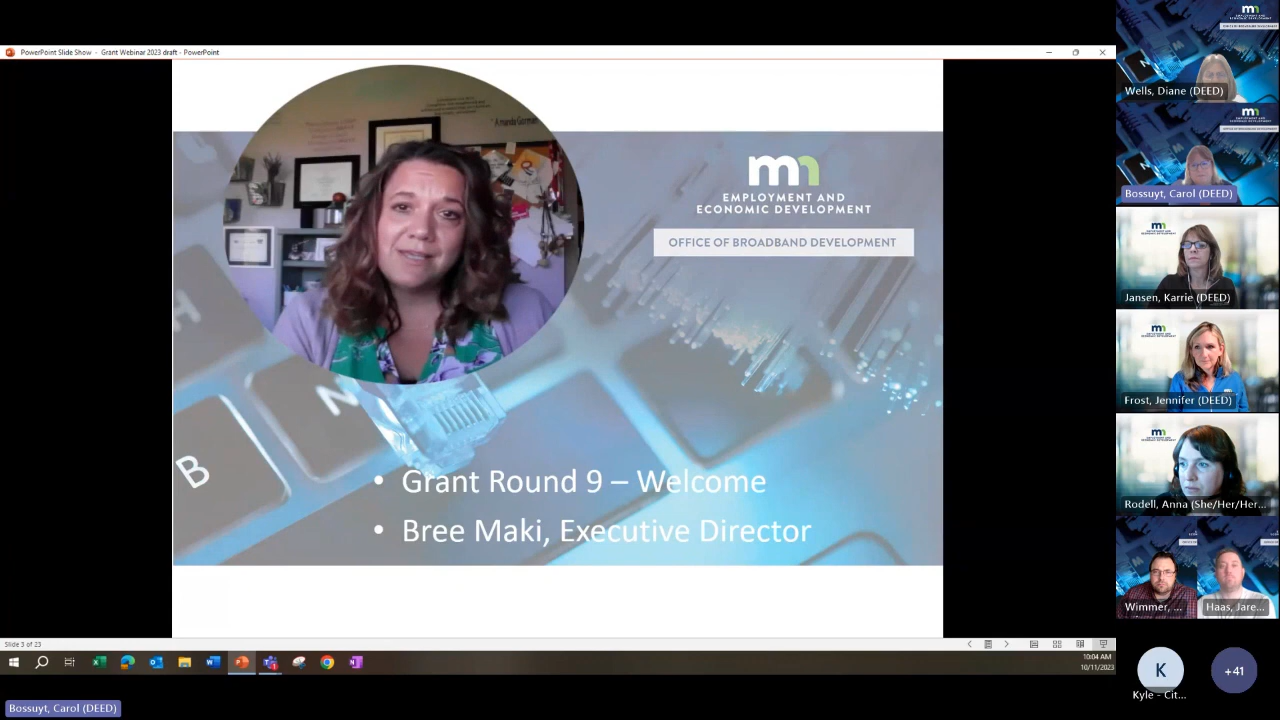 PowerPoint Slide Show - Grant Webinar 2023 draft - PowerPoint
Amanda Gorman
mn
EMPLOYMENT AND
ECONOMIC DEVELOPMENT
OFFICE OF BROADBAND DEVELOPMENT
N
B
• Grant Round 9 – Welcome
• Bree Maki, Executive Director
Slide 3 of 23
10:04 AM
10/11/2023
Bossuyt, Carol (DEED)
Wells, Diane (DEED)
Bossuyt, Carol (DEED)
Jansen, Karrie (DEED)
Frost, Jennifer (DEED)
Rodell, Anna (She/Her/Her...
Wimmer, ...
Haas, Jare...
K
Kyle - Cit...
+41